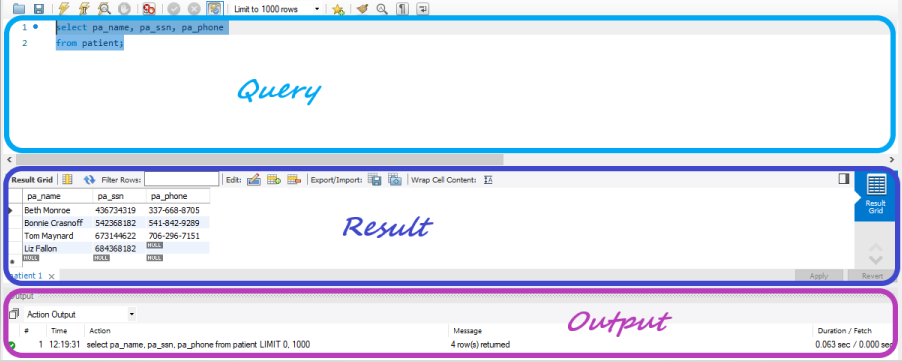 Limit to 1000 rows
1 select pa_name, pa_ssn, pa_phone
2 from patient;
Query
Result Grid Filter Rows: Edit: Export/Import: Wrap Cell Content:
pa_name pa_ssn pa_phone
Beth Monroe 436734319 337-668-8705
Bonnie Crasnoff 542368182 541-842-9289
Tom Maynard 673144622 706-296-7151
Liz Fallon 684368182 NULL
NULL NULL NULL
Result
Result
Grid
patient 1 Apply Revert
Output
Action Output
Output
# Time Action Message Duration / Fetch
1 12:19:31 select pa_name, pa_ssn, pa_phone from patient LIMIT 0, 1000 4 row(s) returned 0.063 sec / 0.000 sec